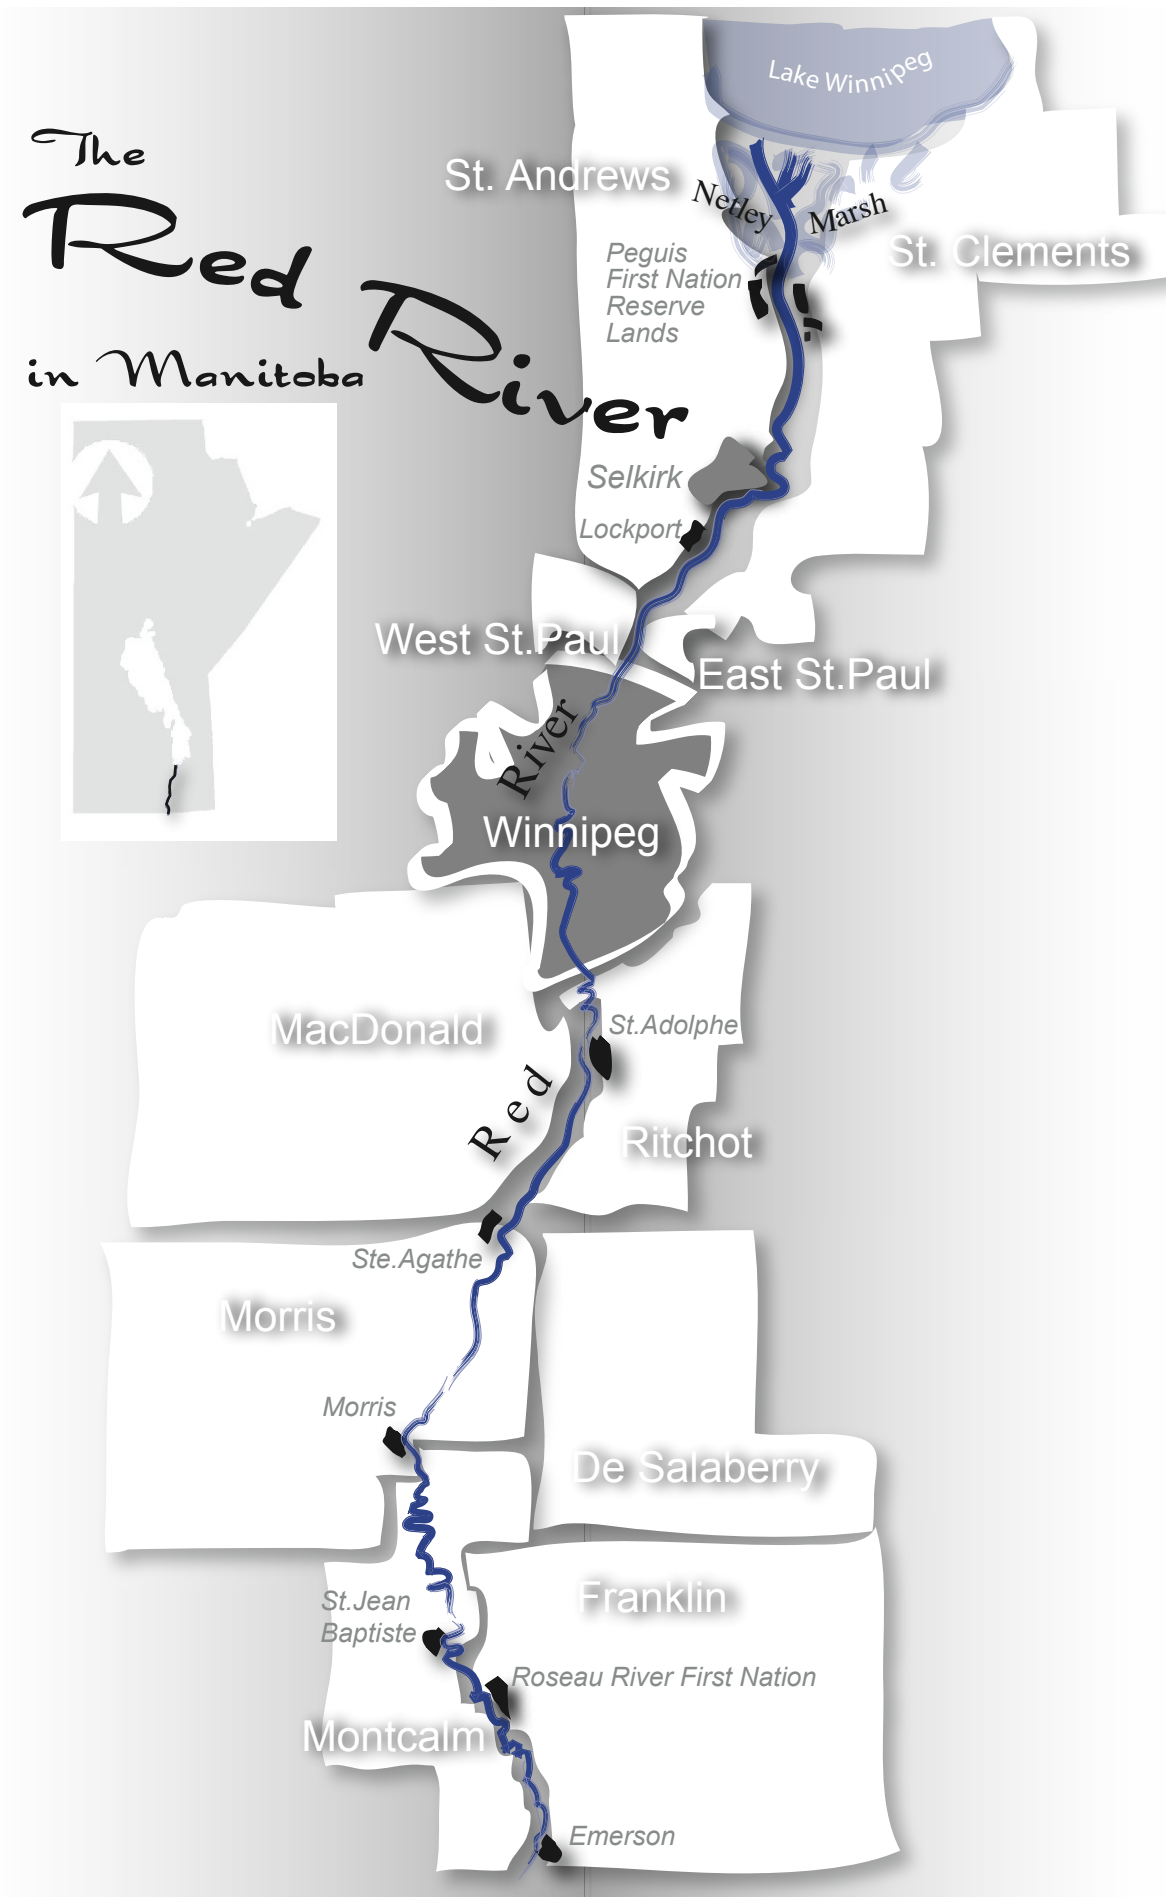 The
Red River
in Manitoba
Lake Winnipeg
St. Andrews
Netley Marsh
St. Clements
Peguis
First Nation
Reserve
Lands
Selkirk
Lockport
West St.Paul
East St.Paul
River
Winnipeg
MacDonald
St.Adolphe
Red
Ritchot
Ste.Agathe
Morris
Morris
De Salaberry
St.Jean
Baptiste
Franklin
Roseau River First Nation
Montcalm
Emerson